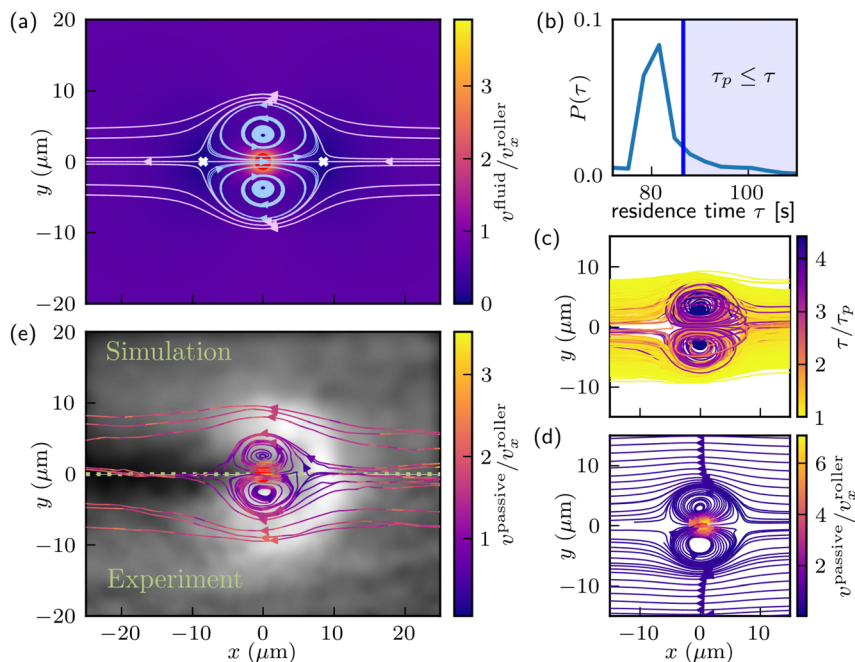 (a)
20
10
0
−10
−20
y (μm)
3
2
1
0
v^fluid/v_x^roller
(b)
0.1
0.0
P(τ)
τ_p ≤ τ
80
100
residence time τ [s]
(c)
10
0
−10
y (μm)
4
3
2
1
τ/τ_p
(e)
20
10
0
−10
−20
y (μm)
Simulation
Experiment
−20
0
20
x (μm)
3
2
1
v^passive/v_x^roller
(d)
10
0
−10
y (μm)
−10
0
10
x (μm)
6
4
2
v^passive/v_x^roller